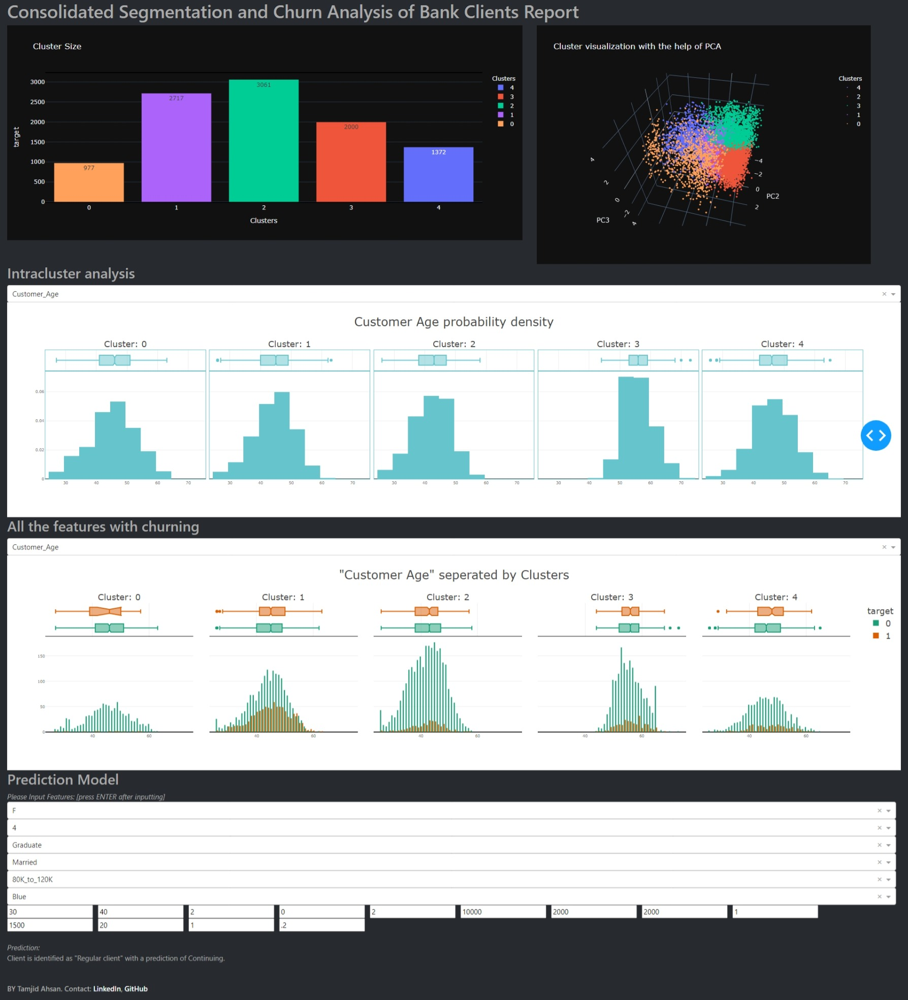 Consolidated Segmentation and Churn Analysis of Bank Clients Report
Cluster Size
3000
2500
2000
1500
1000
500
0
target
977
2717
3061
2000
1372
0 1 2 3 4
Clusters
Clusters
4
3
2
1
0
Cluster visualization with the help of PCA
Clusters
4
2
3
1
0
4
2
0
−2
4
PC3
−4
−2
0
2
PC2
Intracluster analysis
Customer_Age
Customer Age probability density
Cluster: 0 Cluster: 1 Cluster: 2 Cluster: 3 Cluster: 4
0.06
0.04
0.02
0
30 40 50 60 70 30 40 50 60 70 30 40 50 60 70 30 40 50 60 70 30 40 50 60 70
All the features with churning
Customer_Age
"Customer Age" seperated by Clusters
Cluster: 0 Cluster: 1 Cluster: 2 Cluster: 3 Cluster: 4
target
0
1
150
100
50
0
40 60 40 60 40 60 40 60 40 60
Prediction Model
Please Input Features: [press ENTER after inputting]
F
4
Graduate
Married
80K_to_120K
Blue
30 40 2 0 2 10000 2000 2000 1
1500 20 1 .2
Prediction:
Client is identified as "Regular client" with a prediction of Continuing.
BY Tamjid Ahsan. Contact: LinkedIn, GitHub